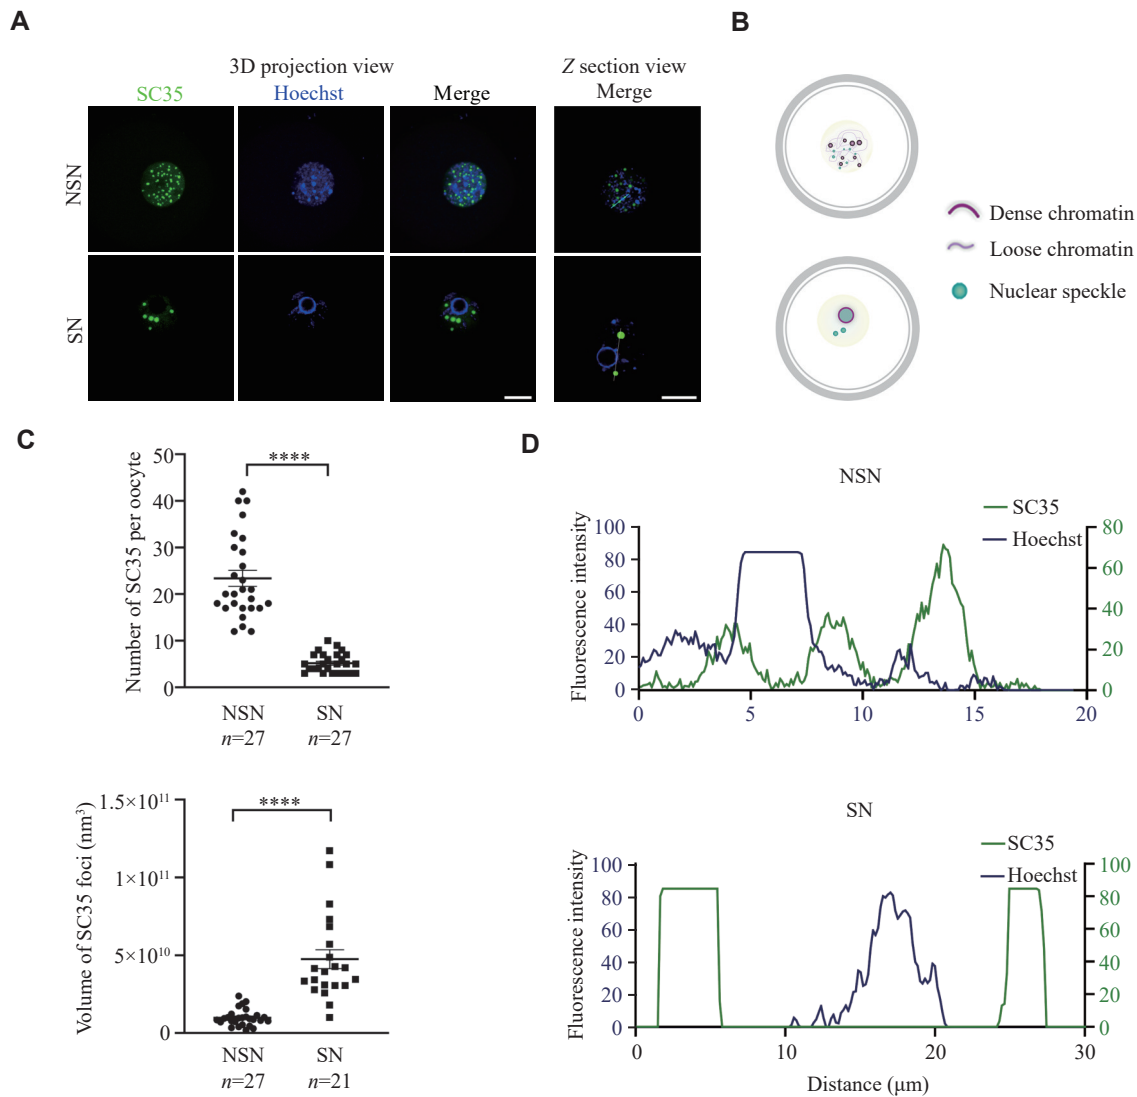 A
3D projection view
SC35
Hoechst
Merge
Z section view
Merge
NSN
SN
B
Dense chromatin
Loose chromatin
Nuclear speckle
C
Number of SC35 per oocyte
50
40
30
20
10
0
****
NSN
n=27
SN
n=27
Volume of SC35 foci (nm³)
1.5×10¹¹
1×10¹¹
5×10¹⁰
0
****
NSN
n=27
SN
n=21
D
NSN
SC35
Hoechst
Fluorescence intensity
100
80
60
40
20
0
80
60
40
20
0
0 5 10 15 20
SN
SC35
Hoechst
Fluorescence intensity
100
80
60
40
20
0
100
80
60
40
20
0
0 10 20 30
Distance (μm)